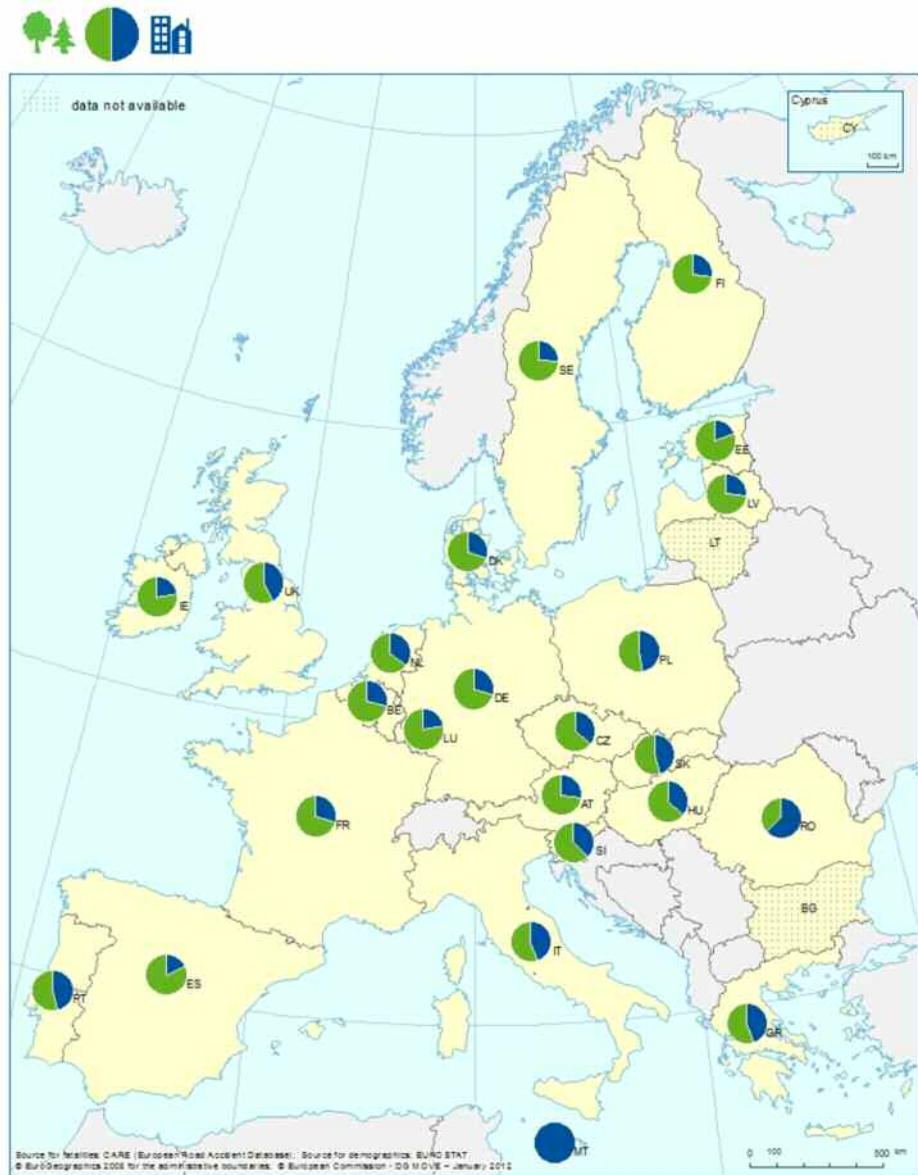 data not available
Cyprus
CY
100 km
FI
SE
EE
LV
LT
DK
IE
UK
NL
PL
BE
DE
LU
CZ
SK
AT
HU
FR
RO
SI
BG
IT
ES
PT
GR
MT
Source for fatalities: CARE (European Road Accident Database). Source for demographics: EUROSTAT
© EuroGeographics 2008 for the administrative boundaries. © European Commission - DG MOVE – January 2012
0 100 500 km